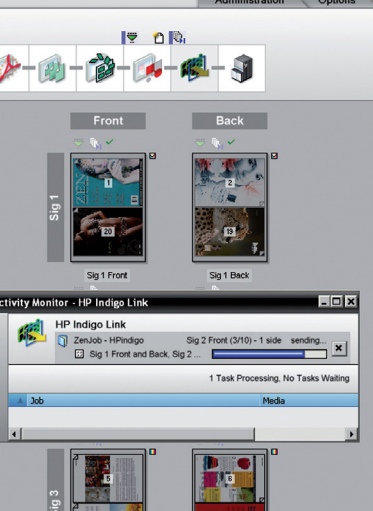 Administration Options
Front Back
Sig 1
1 2
20 19
Sig 1 Front Sig 1 Back
ctivity Monitor - HP Indigo Link
HP Indigo Link
ZenJob - HPindigo Sig 2 Front (3/10) - 1 side sending...
Sig 1 Front and Back, Sig 2 ...
1 Task Processing, No Tasks Waiting
Job Media
5 6
ig 3